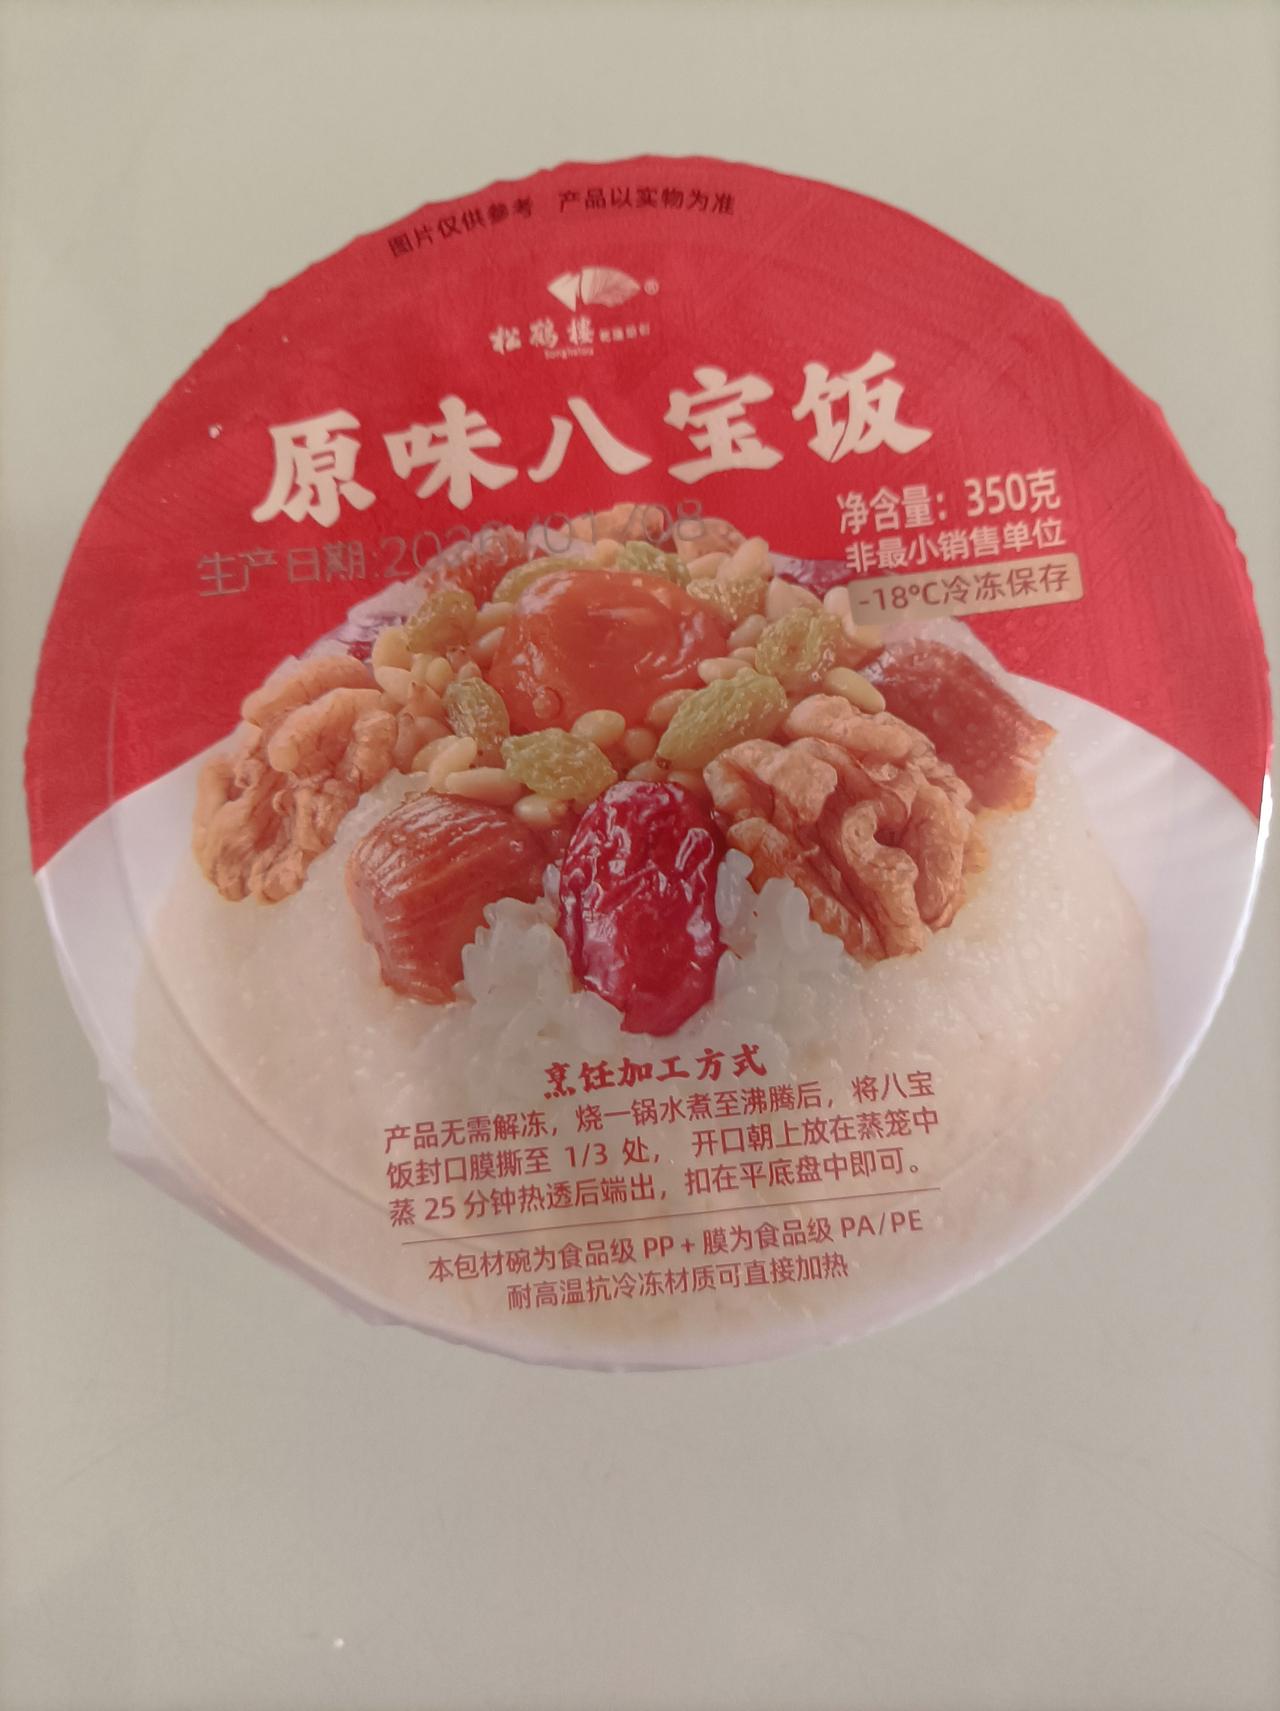 图片仅供参考 产品以实物为准
®
松鹤楼
songhelou
原味八宝饭
净含量：350克
非最小销售单位
-18℃冷冻保存
生产日期:2026/01/08
烹饪加工方式
产品无需解冻，烧一锅水煮至沸腾后，将八宝
饭封口膜撕至 1/3 处， 开口朝上放在蒸笼中
蒸 25 分钟热透后端出，扣在平底盘中即可。
本包材碗为食品级 PP + 膜为食品级 PA/PE
耐高温抗冷冻材质可直接加热